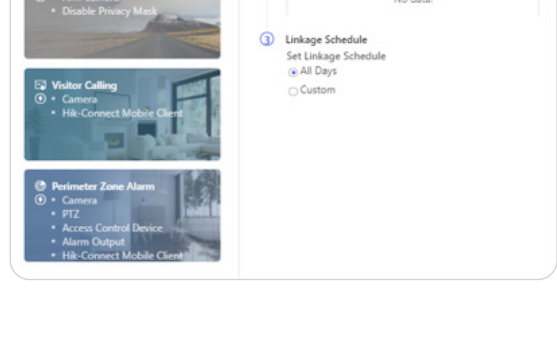 • Disable Privacy Mask
Visitor Calling
• Camera
• Hik-Connect Mobile Client
Perimeter Zone Alarm
• Camera
• PTZ
• Access Control Device
• Alarm Output
• Hik-Connect Mobile Client
No data.
3 Linkage Schedule
Set Linkage Schedule
All Days
Custom